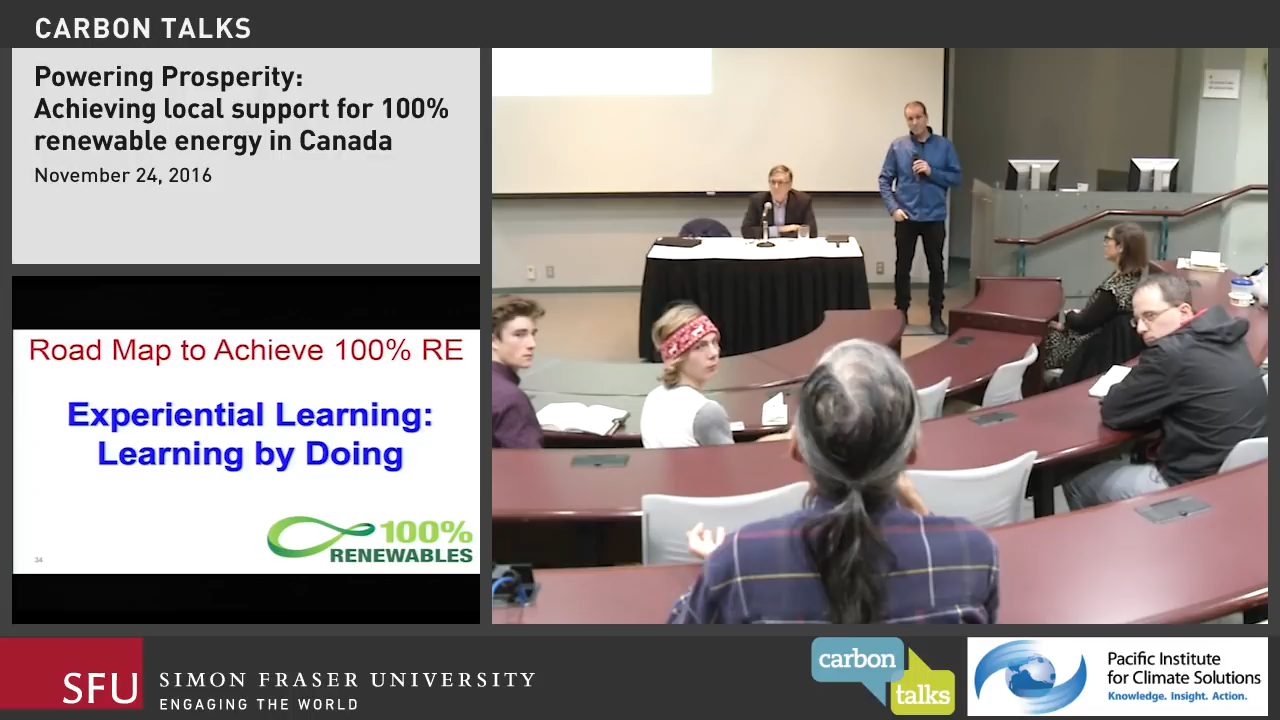 CARBON TALKS
Powering Prosperity:
Achieving local support for 100%
renewable energy in Canada
November 24, 2016
Road Map to Achieve 100% RE
Experiential Learning:
Learning by Doing
100%
RENEWABLES
34
SFU
SIMON FRASER UNIVERSITY
ENGAGING THE WORLD
carbon
talks
Pacific Institute
for Climate Solutions
Knowledge. Insight. Action.